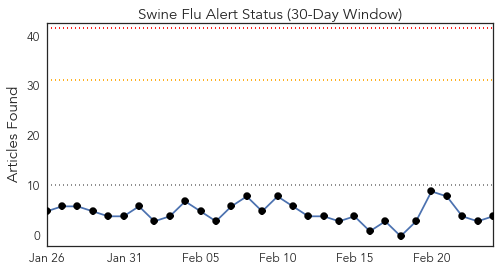 Swine Flu Alert Status (30-Day Window)
Articles Found
40
30
20
10
0
Jan 26 Jan 31 Feb 05 Feb 10 Feb 15 Feb 20